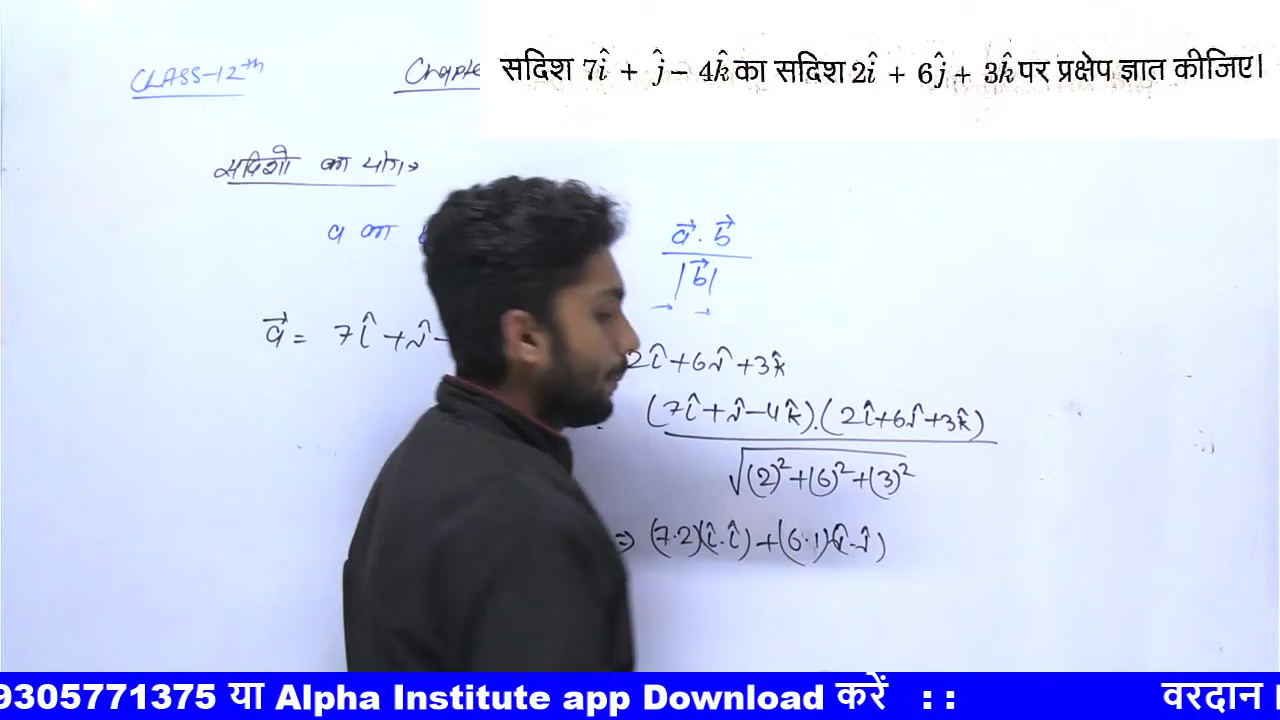 CLASS-12th
Chapte
सदिश 7î + ĵ − 4k̂ का सदिश 2î + 6ĵ + 3k̂ पर प्रक्षेप ज्ञात कीजिए।
सदिशो का योग→
a का
a⃗ . b⃗
|b⃗|
a⃗ = 7î + ĵ −
2î+6ĵ+3k̂
(7î+ĵ−4k̂).(2î+6ĵ+3k̂)
√(2)²+(6)²+(3)²
⇒ (7.2)(î.î)+(6.1)(ĵ.ĵ)
9305771375 या Alpha Institute app Download करें : : वरदान